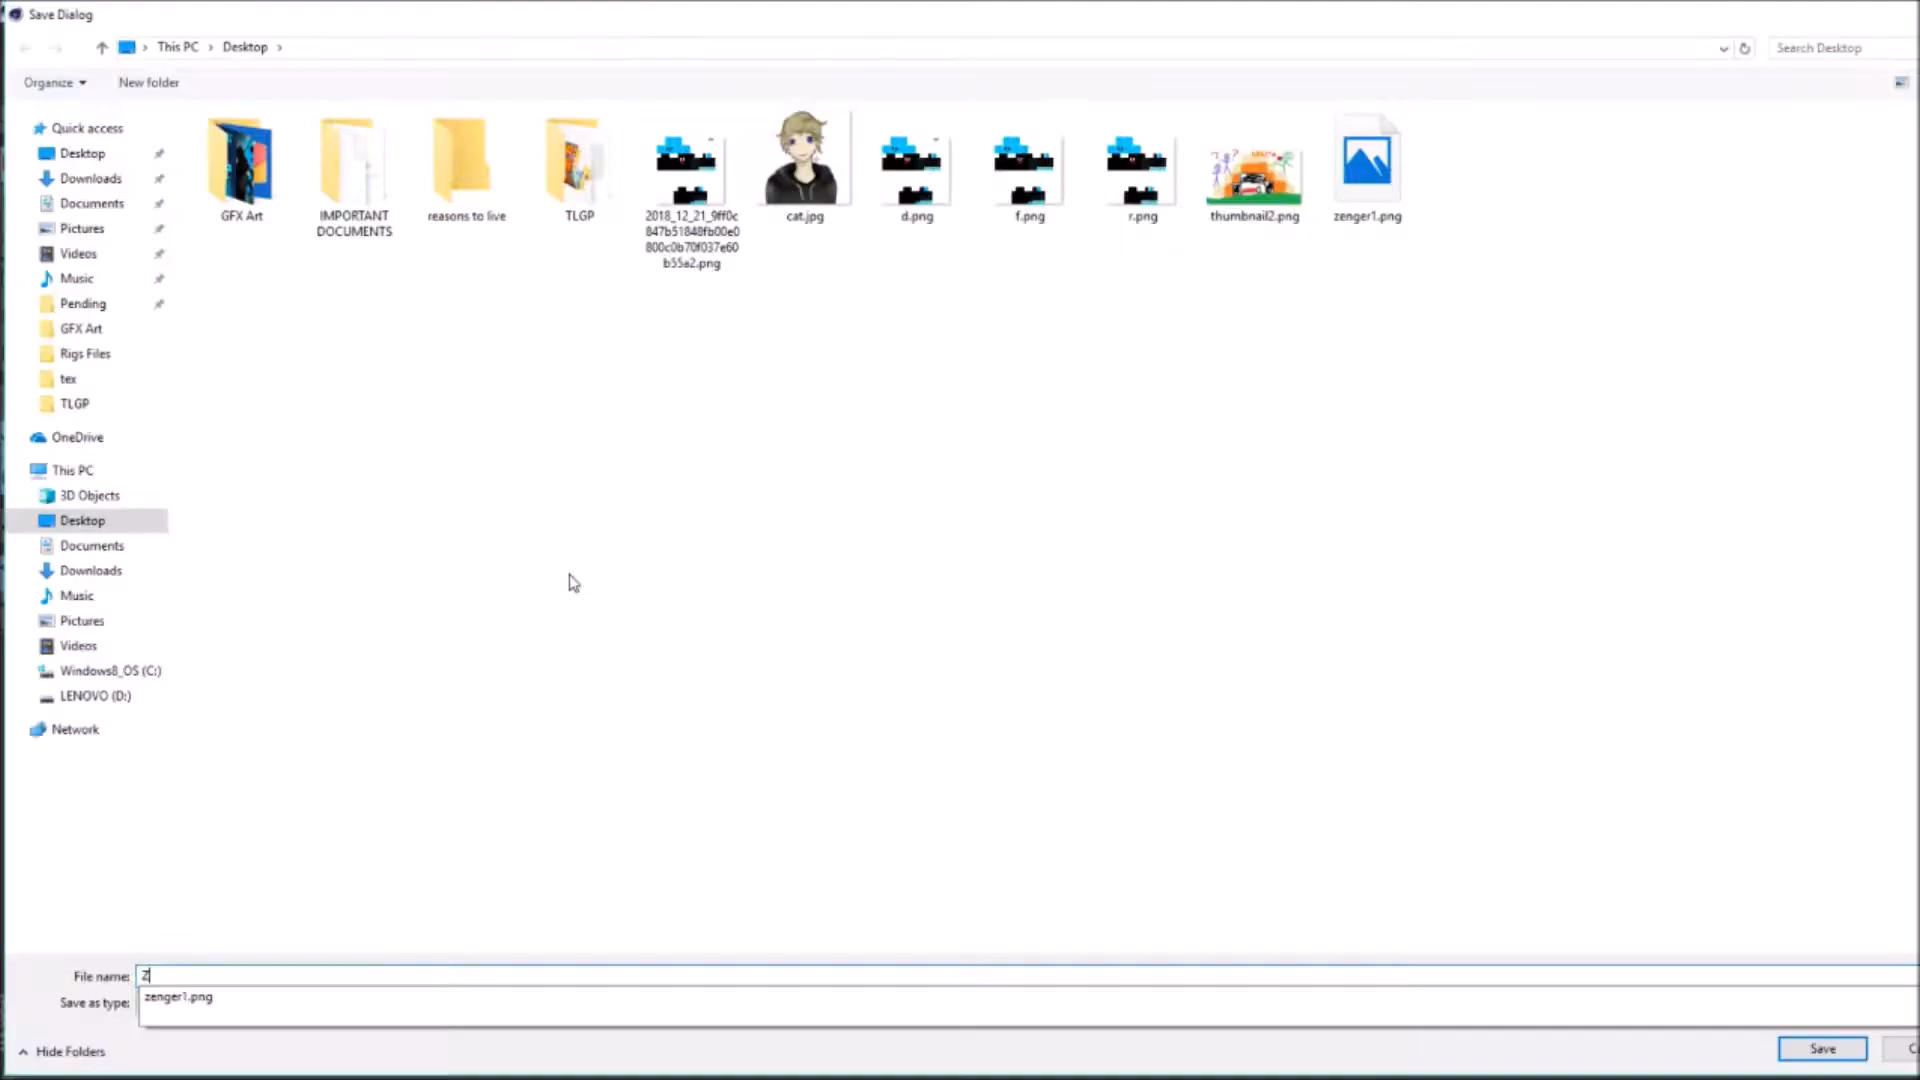 Save Dialog
This PC > Desktop >
Search Desktop
Organize
New folder
Quick access
Desktop
Downloads
Documents
Pictures
Videos
Music
Pending
GFX Art
Rigs Files
tex
TLGP
OneDrive
This PC
3D Objects
Desktop
Documents
Downloads
Music
Pictures
Videos
Windows8_OS (C:)
LENOVO (D:)
Network
GFX Art
IMPORTANT
DOCUMENTS
reasons to live
TLGP
2018_12_21_9ff0c
847b51848fb00e0
800c0b70f037e60
b55a2.png
cat.jpg
d.png
f.png
r.png
thumbnail2.png
zenger1.png
File name: Z
zenger1.png
Save as type:
Hide Folders
Save